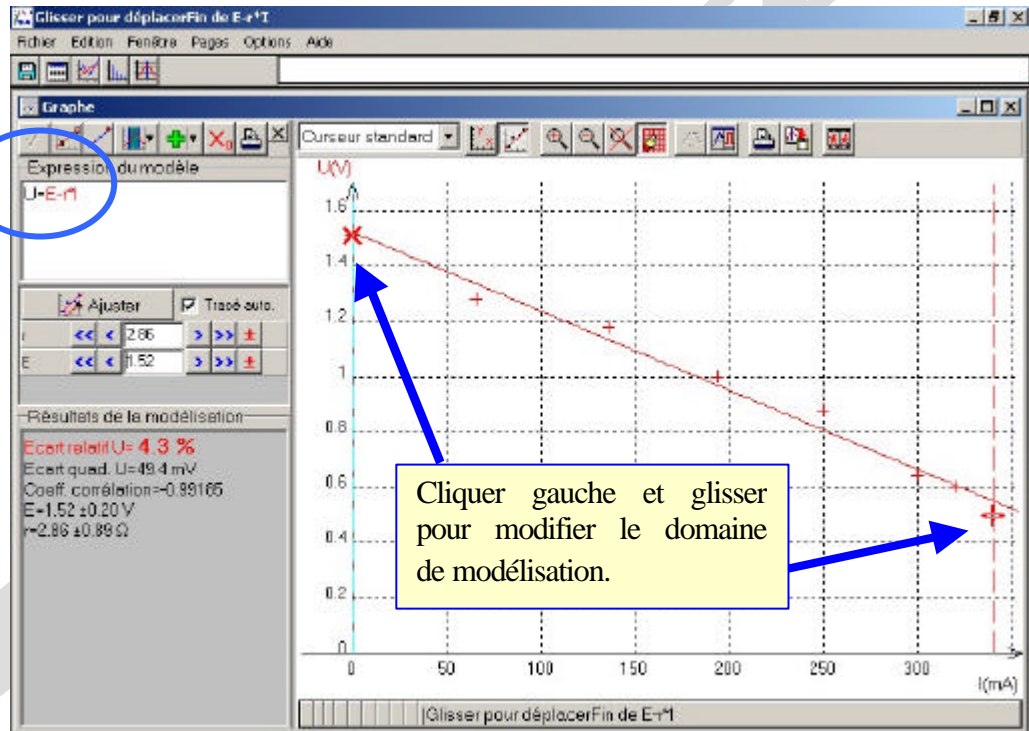 Glisser pour déplacerFin de E-r*I
Fichier Edition Fenêtre Pages Options Aide
Graphe
Curseur standard
Expression du modèle
U=E-r*I
Ajuster
Tracé auto.
r << < 2.86 > >> ±
E << < 1.52 > >> ±
Résultats de la modélisation
Ecart relatif U= 4.3 %
Ecart quad. U=49.4 mV
Coeff. corrélation=-0.99165
E=1.52 ±0.20 V
r=2.86 ±0.89 Ω
U(V)
1.6
1.4
1.2
1
0.8
0.6
0.4
0.2
0
0 50 100 150 200 250 300
I(mA)
Cliquer gauche et glisser
pour modifier le domaine
de modélisation.
Glisser pour déplacerFin de E-r*I